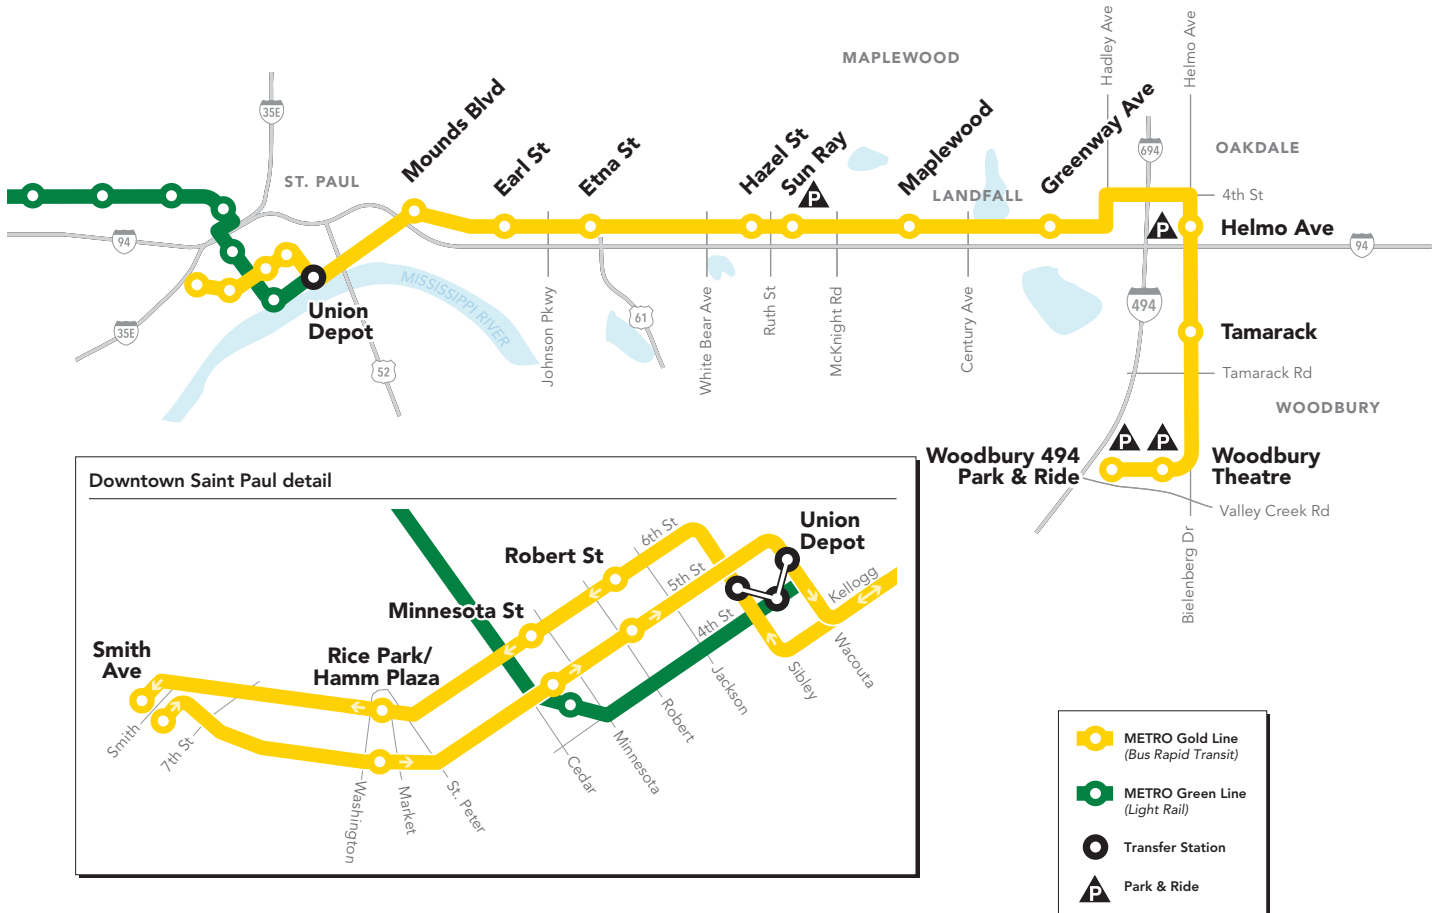 MAPLEWOOD
Hadley Ave
Helmo Ave
35E
Mounds Blvd
Earl St
Etna St
Hazel St
Sun Ray
P
Maplewood
Greenway Ave
694
OAKDALE
ST. PAUL
LANDFALL
4th St
P
Helmo Ave
94
94
MISSISSIPPI RIVER
Union
Depot
35E
52
61
494
Johnson Pkwy
White Bear Ave
Ruth St
McKnight Rd
Century Ave
Tamarack
Tamarack Rd
WOODBURY
P
P
Woodbury 494
Park & Ride
Woodbury
Theatre
Valley Creek Rd
Bielenberg Dr
Downtown Saint Paul detail
Union
Depot
6th St
Robert St
5th St
Kellogg
Minnesota St
4th St
Smith
Ave
Rice Park/
Hamm Plaza
Wacouta
Sibley
Jackson
Robert
Minnesota
Cedar
Smith
7th St
Washington
Market
St. Peter
METRO Gold Line
(Bus Rapid Transit)
METRO Green Line
(Light Rail)
Transfer Station
P
Park & Ride